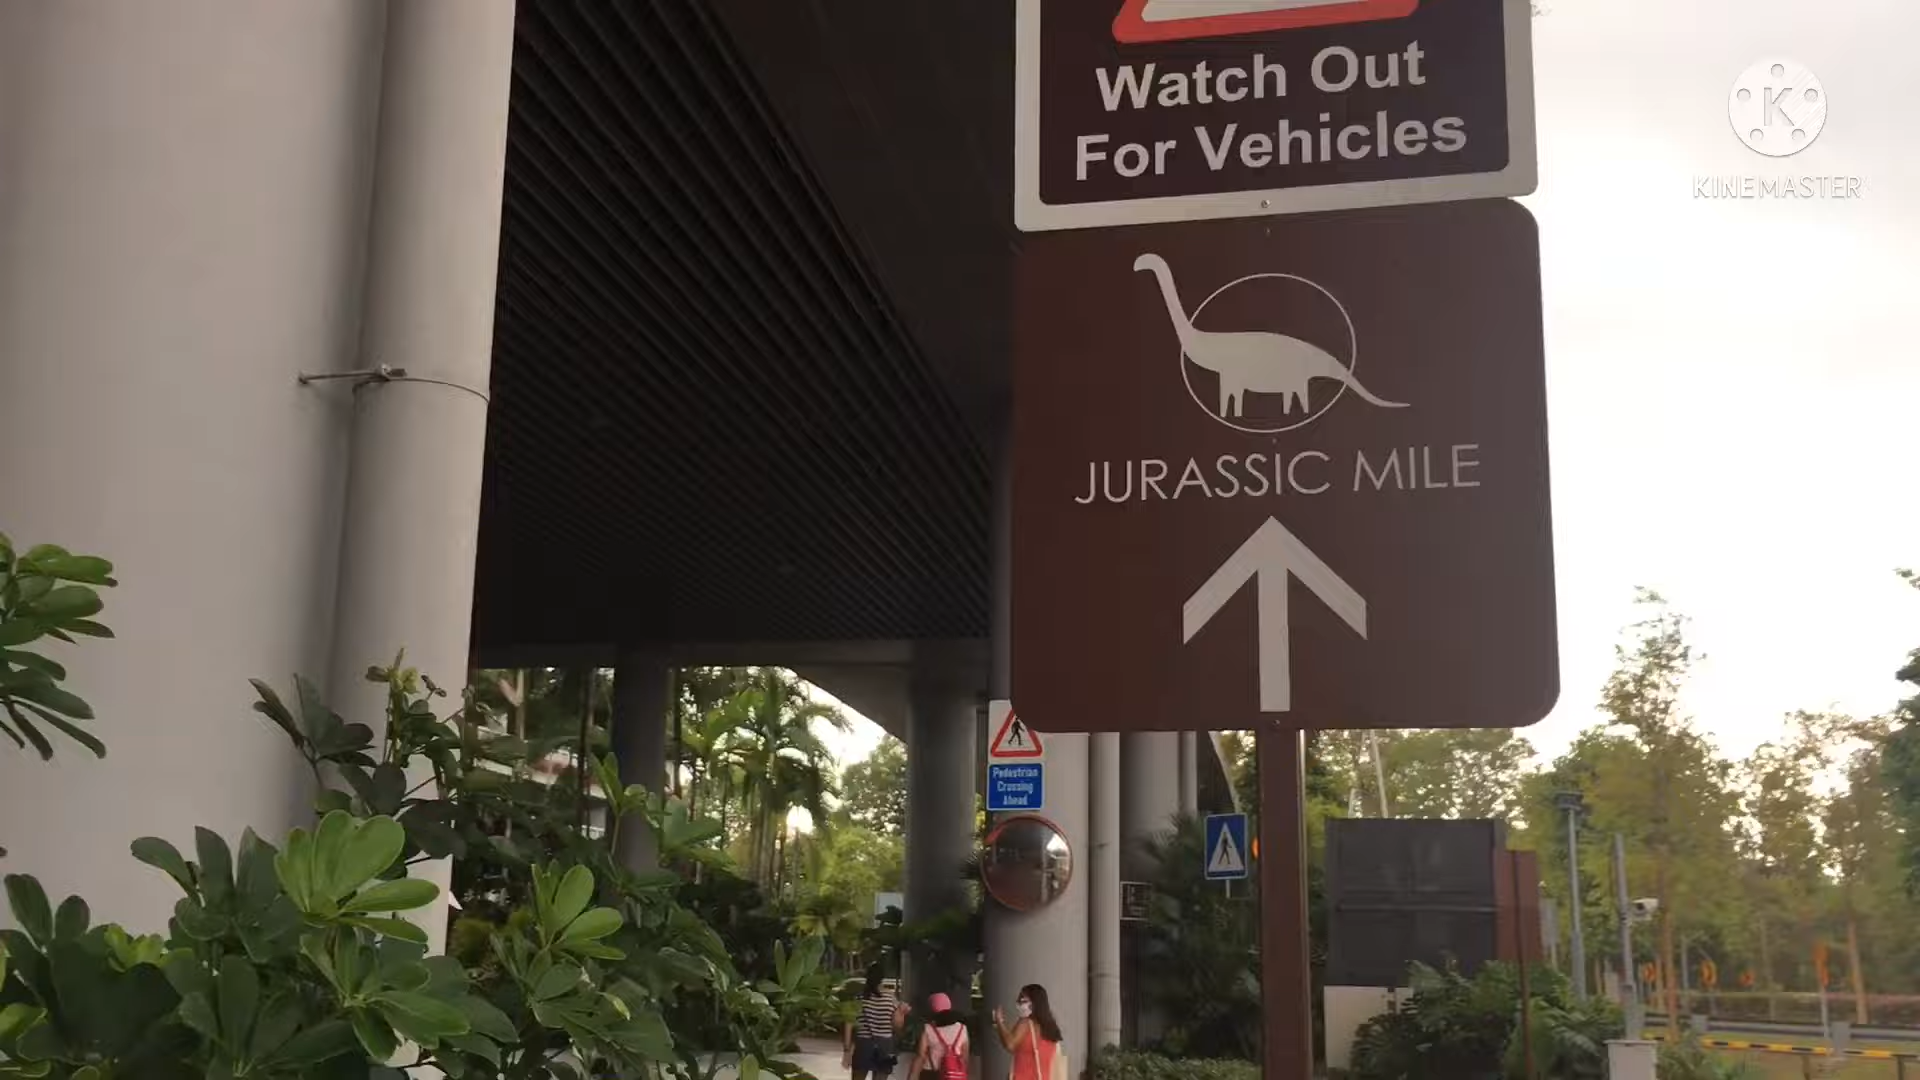 Watch Out
For Vehicles
K
KINEMASTER
JURASSIC MILE
Pedestrian
Crossing
Ahead